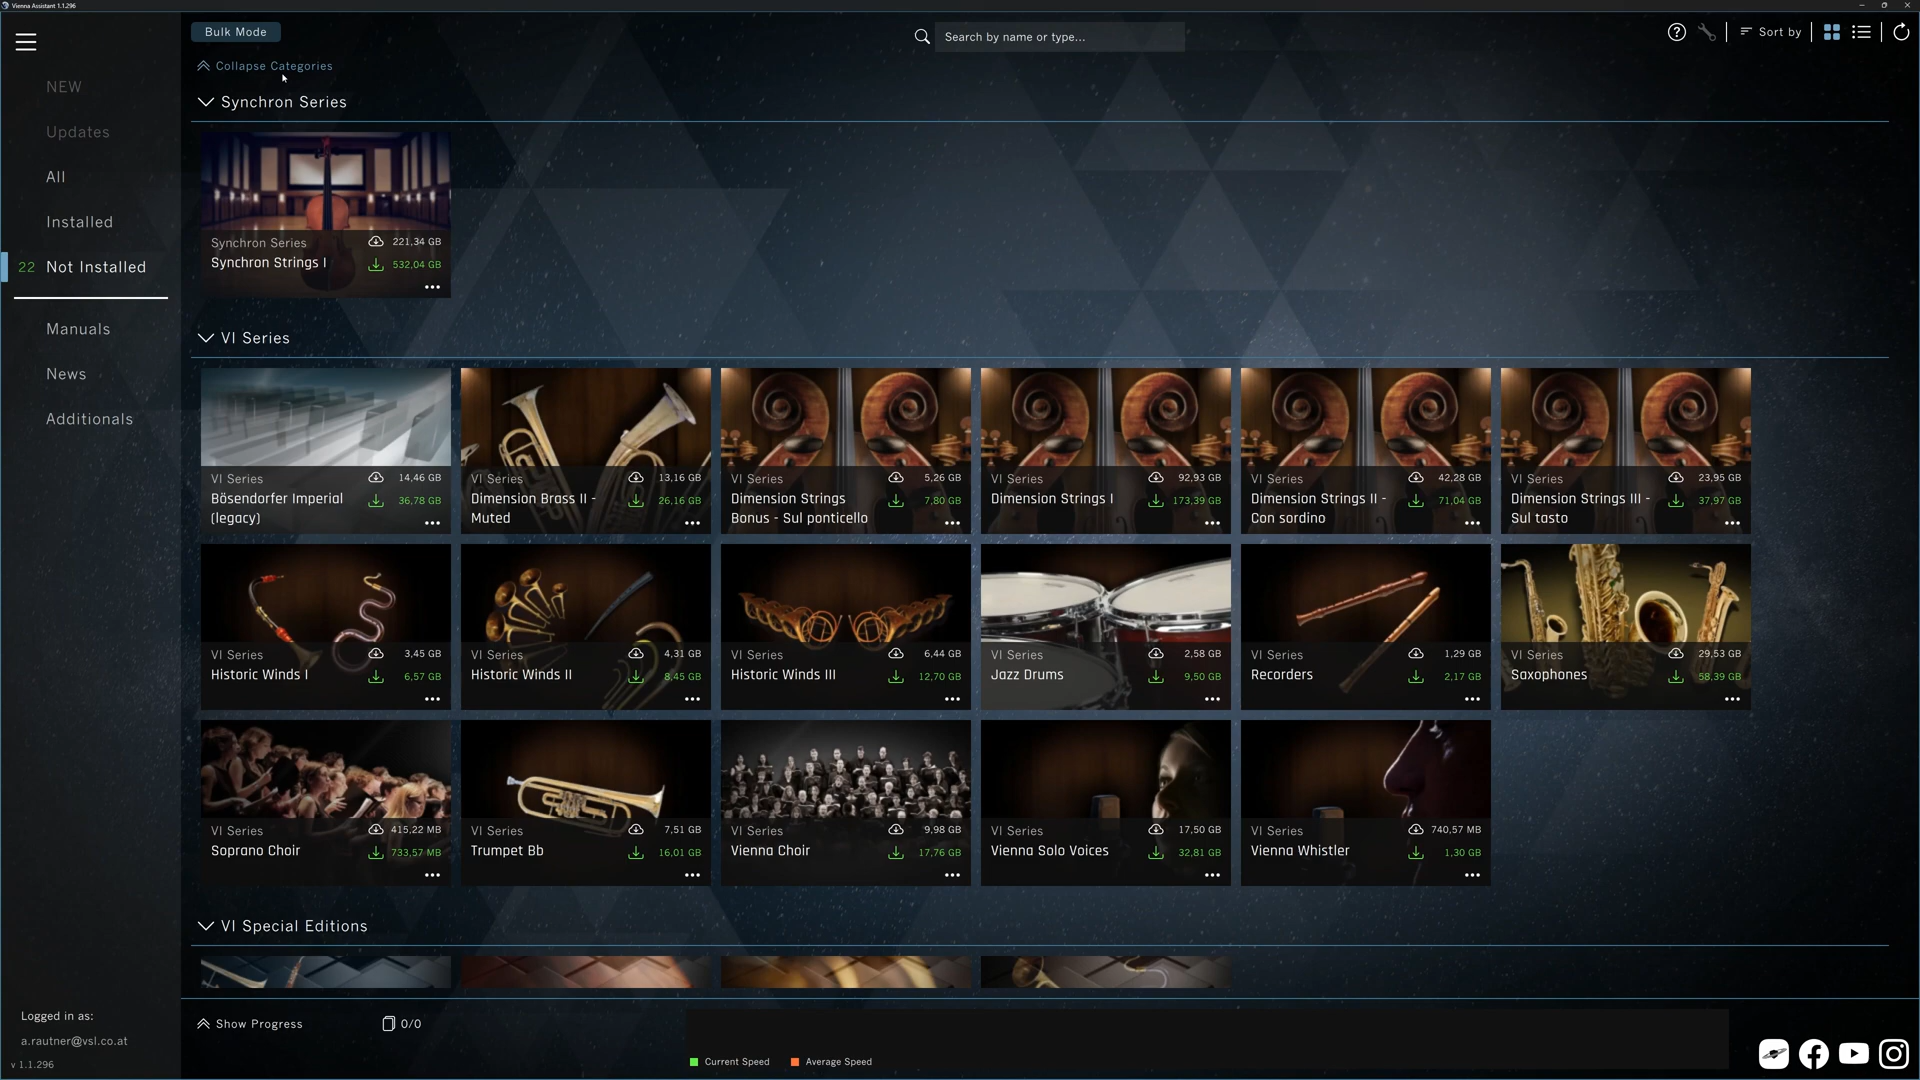 Vienna Assistant 1.1.296
Bulk Mode
Search by name or type...
Sort by
Collapse Categories
NEW
Updates
All
Installed
22 Not Installed
Manuals
News
Additionals
Synchron Series
Synchron Series 221,34 GB
Synchron Strings I 532,04 GB
VI Series
VI Series 14,46 GB
Bösendorfer Imperial 36,78 GB
(legacy)
VI Series 13,16 GB
Dimension Brass II - 26,16 GB
Muted
VI Series 5,26 GB
Dimension Strings 7,80 GB
Bonus - Sul ponticello
VI Series 92,93 GB
Dimension Strings I 173,39 GB
VI Series 42,28 GB
Dimension Strings II - 71,04 GB
Con sordino
VI Series 23,95 GB
Dimension Strings III - 37,97 GB
Sul tasto
VI Series 3,45 GB
Historic Winds I 6,57 GB
VI Series 4,31 GB
Historic Winds II 8,45 GB
VI Series 6,44 GB
Historic Winds III 12,70 GB
VI Series 2,58 GB
Jazz Drums 9,50 GB
VI Series 1,29 GB
Recorders 2,17 GB
VI Series 29,53 GB
Saxophones 58,39 GB
VI Series 415,22 MB
Soprano Choir 733,57 MB
VI Series 7,51 GB
Trumpet Bb 16,01 GB
VI Series 9,98 GB
Vienna Choir 17,76 GB
VI Series 17,50 GB
Vienna Solo Voices 32,81 GB
VI Series 740,57 MB
Vienna Whistler 1,30 GB
VI Special Editions
Show Progress
0/0
Current Speed
Average Speed
Logged in as:
a.rautner@vsl.co.at
v 1.1.296